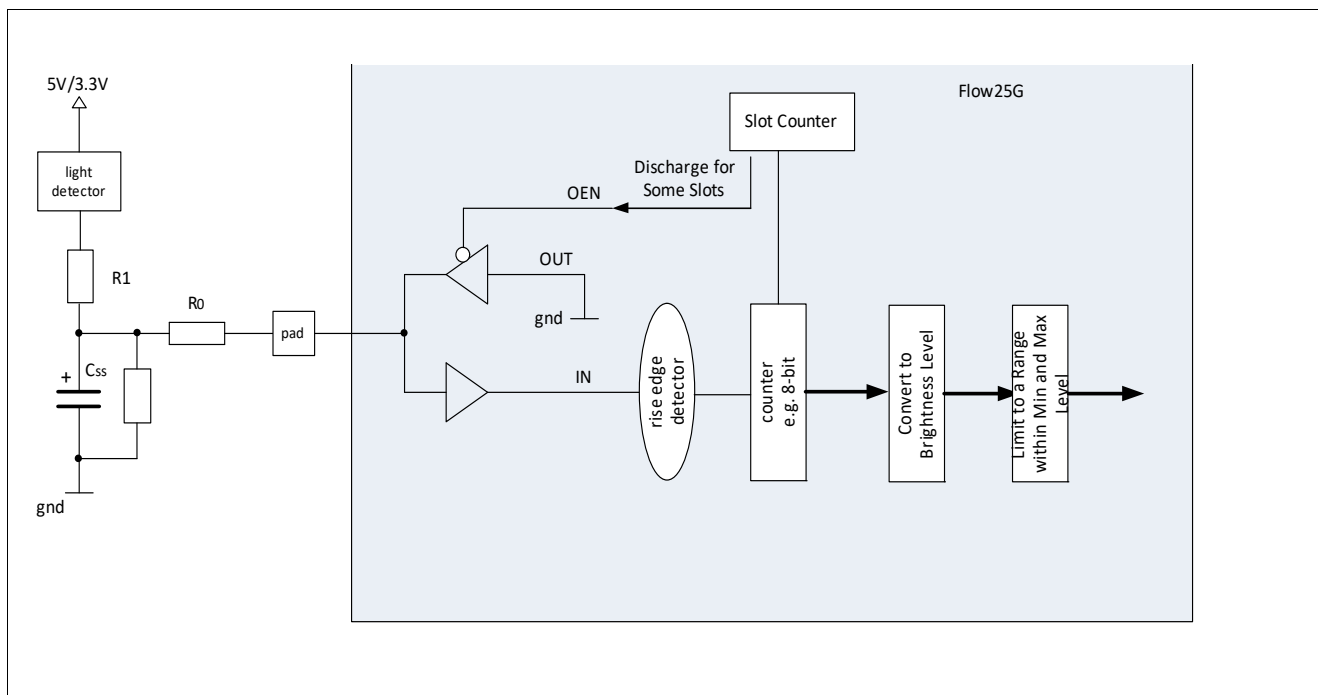 5V/3.3V
light
detector
R1
R0
pad
Css
+
gnd
Flow25G
Slot Counter
Discharge for
Some Slots
OEN
OUT
gnd
IN
rise edge
detector
counter
e.g. 8-bit
Convert to
Brightness Level
Limit to a Range
within Min and Max
Level